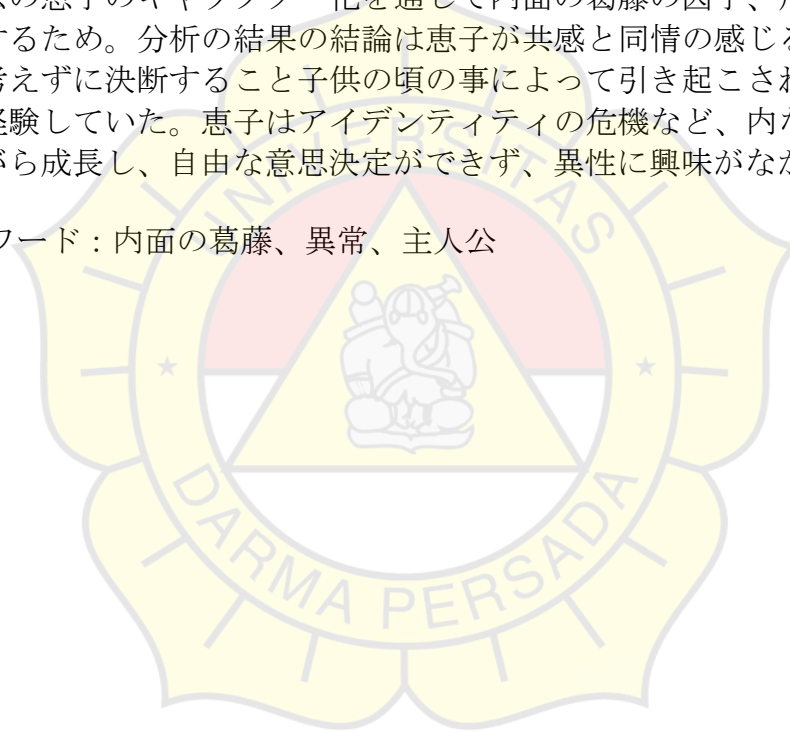 の恵子のキャラクター化を通して内面の葛藤の因子、
するため。分析の結果の結論は恵子が共感と同情の感じる
考えずに決断すること子供の頃の事によって引き起こされ
経験していた。恵子はアイデンティティの危機など、内
がら成長し、自由な意思決定ができず、異性に興味がなか
ワード：内面の葛藤、異常、主人公
UNIVERSITAS
DARMA PERSADA